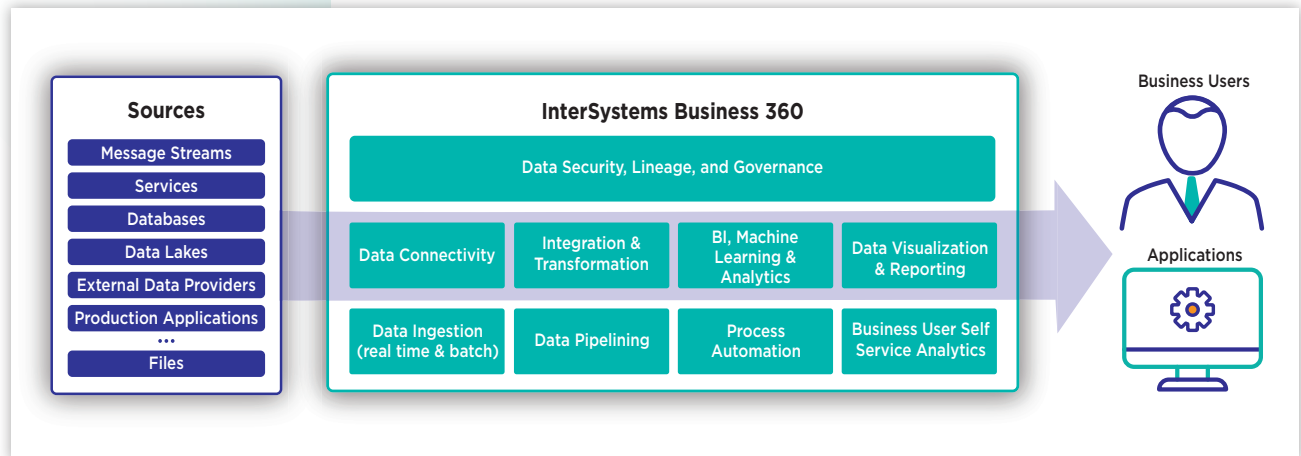 Sources
Message Streams
Services
Databases
Data Lakes
External Data Providers
Production Applications
...
Files
InterSystems Business 360
Data Security, Lineage, and Governance
Data Connectivity
Integration &
Transformation
BI, Machine
Learning &
Analytics
Data Visualization
& Reporting
Data Ingestion
(real time & batch)
Data Pipelining
Process
Automation
Business User Self
Service Analytics
Business Users
Applications